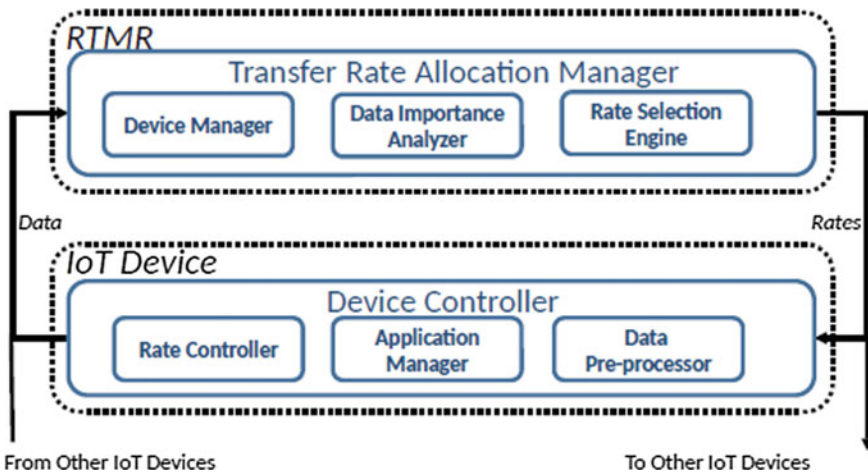 RTMR
Transfer Rate Allocation Manager
Device Manager
Data Importance
Analyzer
Rate Selection
Engine
Data
Rates
IoT Device
Device Controller
Rate Controller
Application
Manager
Data
Pre-processor
From Other IoT Devices
To Other IoT Devices